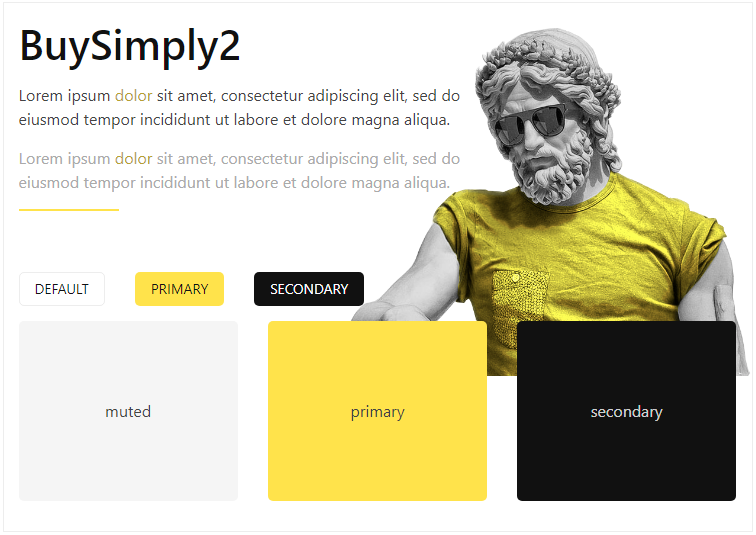 BuySimply2
Lorem ipsum dolor sit amet, consectetur adipiscing elit, sed do
eiusmod tempor incididunt ut labore et dolore magna aliqua.
Lorem ipsum dolor sit amet, consectetur adipiscing elit, sed do
eiusmod tempor incididunt ut labore et dolore magna aliqua.
DEFAULT PRIMARY SECONDARY
muted primary secondary